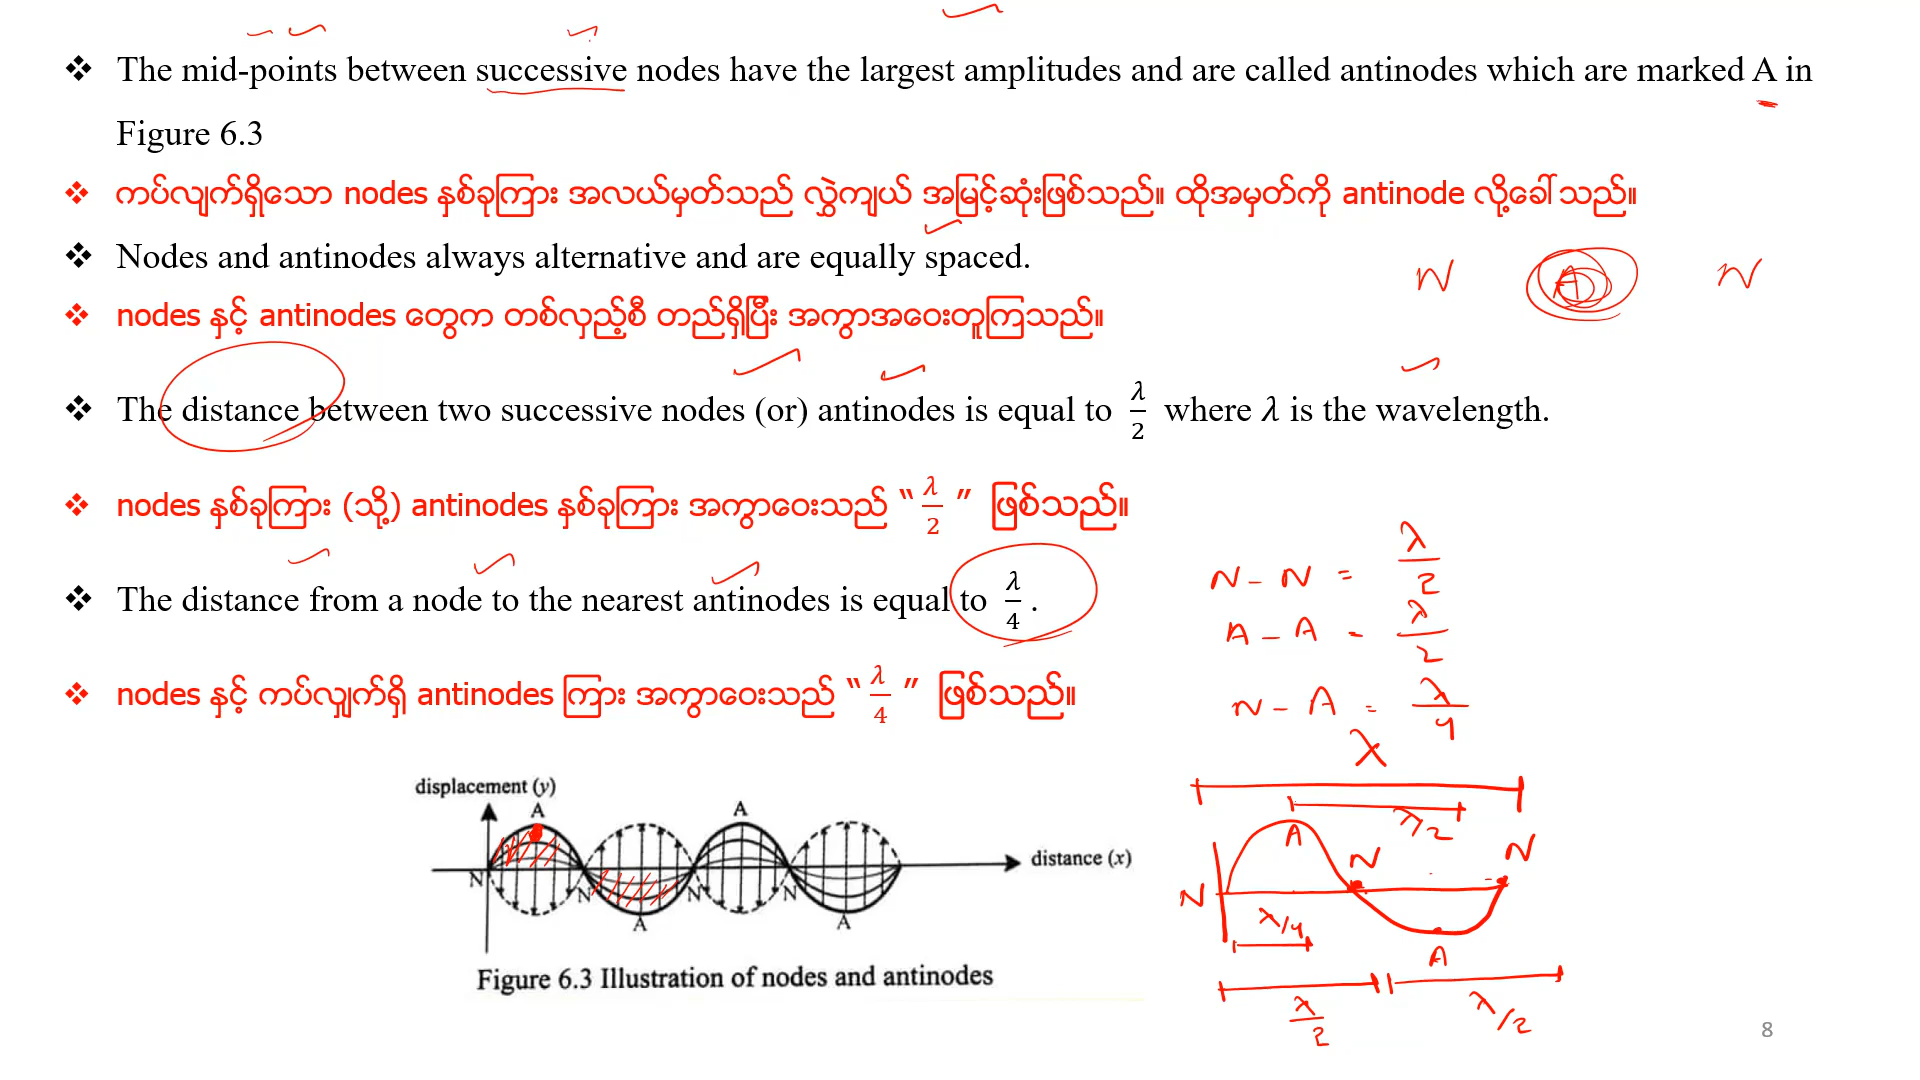 ❖ The mid-points between successive nodes have the largest amplitudes and are called antinodes which are marked A in
Figure 6.3
❖ ကပ်လျက်ရှိသော nodes နှစ်ခုကြား အလယ်မှတ်သည် လွှဲကျယ် အမြင့်ဆုံးဖြစ်သည်။ ထိုအမှတ်ကို antinode လို့ခေါ်သည်။
❖ Nodes and antinodes always alternative and are equally spaced.
N A N
❖ nodes နှင့် antinodes တွေက တစ်လှည့်စီ တည်ရှိပြီး အကွာအဝေးတူကြသည်။
❖ The distance between two successive nodes (or) antinodes is equal to λ/2 where λ is the wavelength.
❖ nodes နှစ်ခုကြား (သို့) antinodes နှစ်ခုကြား အကွာဝေးသည် “λ/2” ဖြစ်သည်။
❖ The distance from a node to the nearest antinodes is equal to λ/4.
❖ nodes နှင့် ကပ်လျှက်ရှိ antinodes ကြား အကွာဝေးသည် “λ/4” ဖြစ်သည်။
N - N = λ/2
A - A = λ/2
N - A = λ/4
λ
λ/2
A
N
N
N
λ/4
A
λ/2
λ/2
displacement (y)
A
A
distance (x)
N
N
N
N
A
A
Figure 6.3 Illustration of nodes and antinodes
8